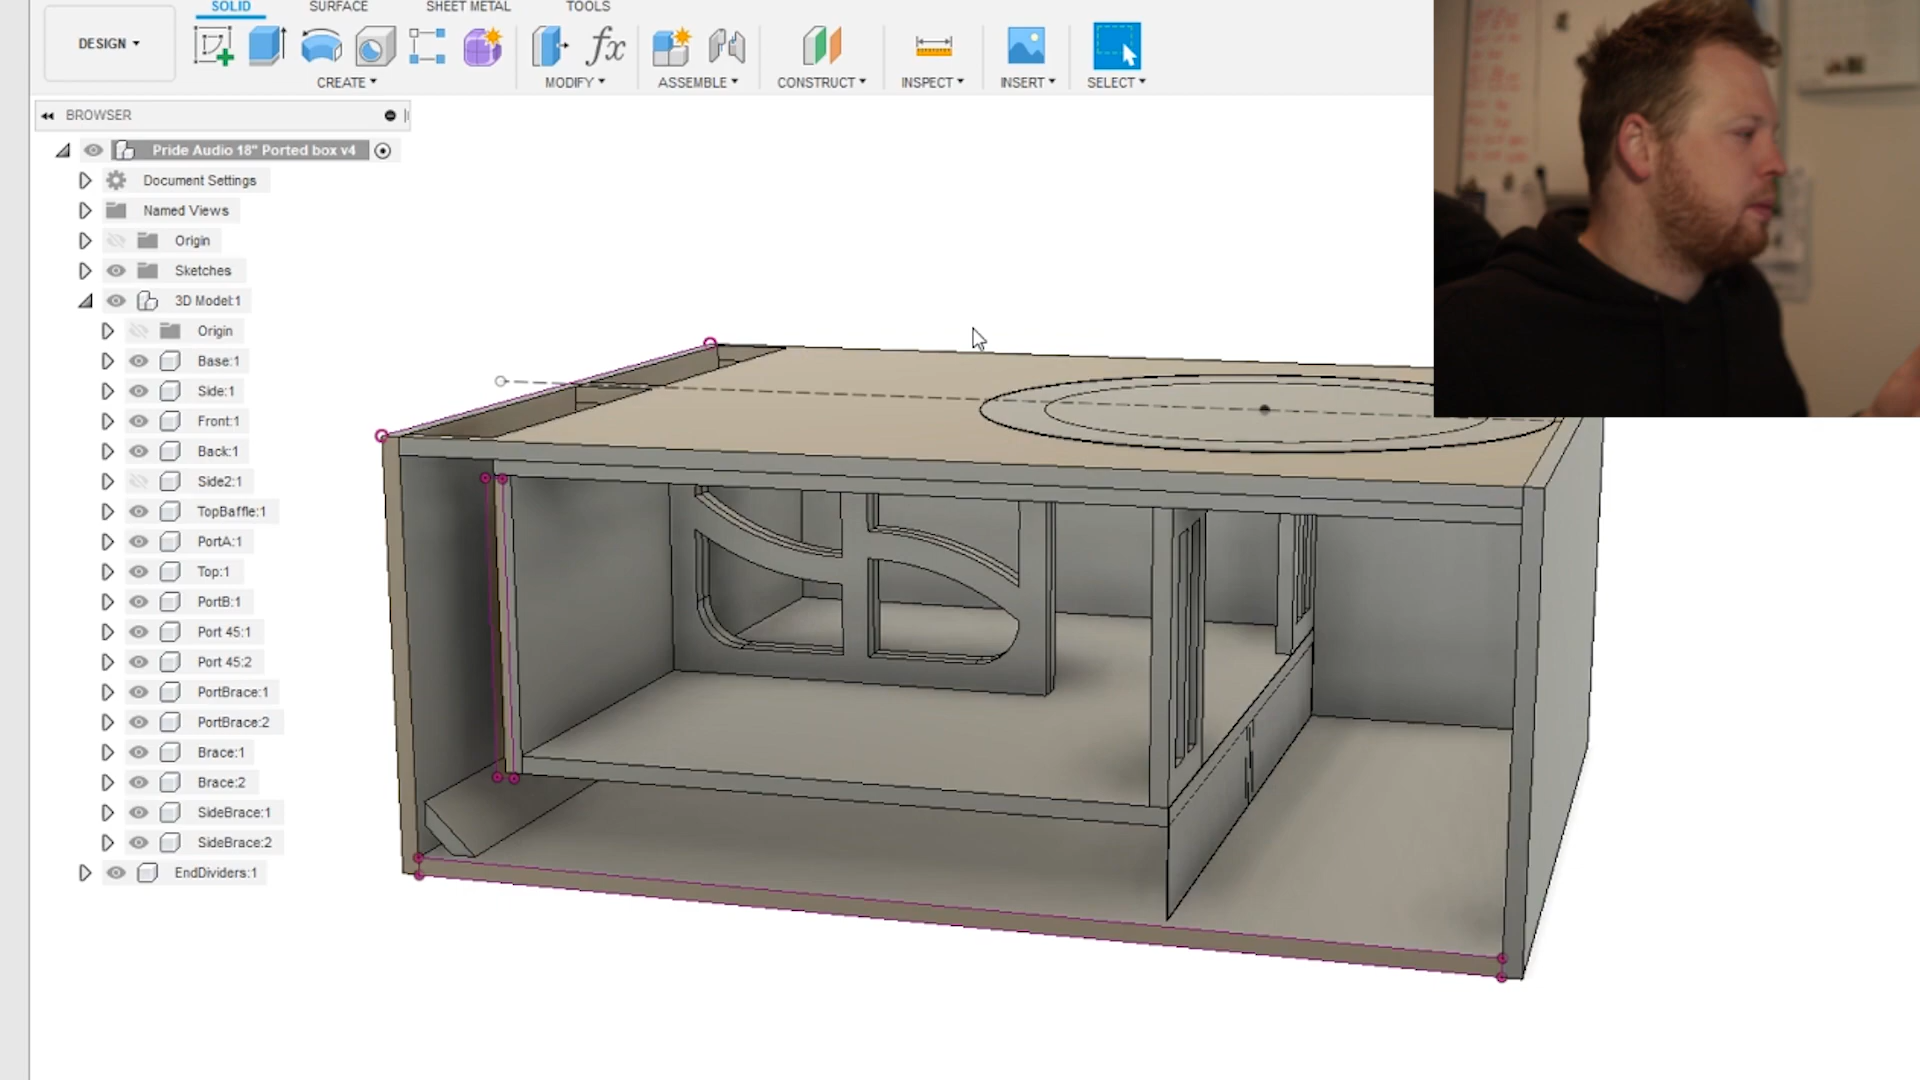 SOLID SURFACE SHEET METAL TOOLS
DESIGN
CREATE MODIFY ASSEMBLE CONSTRUCT INSPECT INSERT SELECT
BROWSER
Pride Audio 18" Ported box v4
Document Settings
Named Views
Origin
Sketches
3D Model:1
Origin
Base:1
Side:1
Front:1
Back:1
Side2:1
TopBaffle:1
PortA:1
Top:1
PortB:1
Port 45:1
Port 45:2
PortBrace:1
PortBrace:2
Brace:1
Brace:2
SideBrace:1
SideBrace:2
EndDividers:1